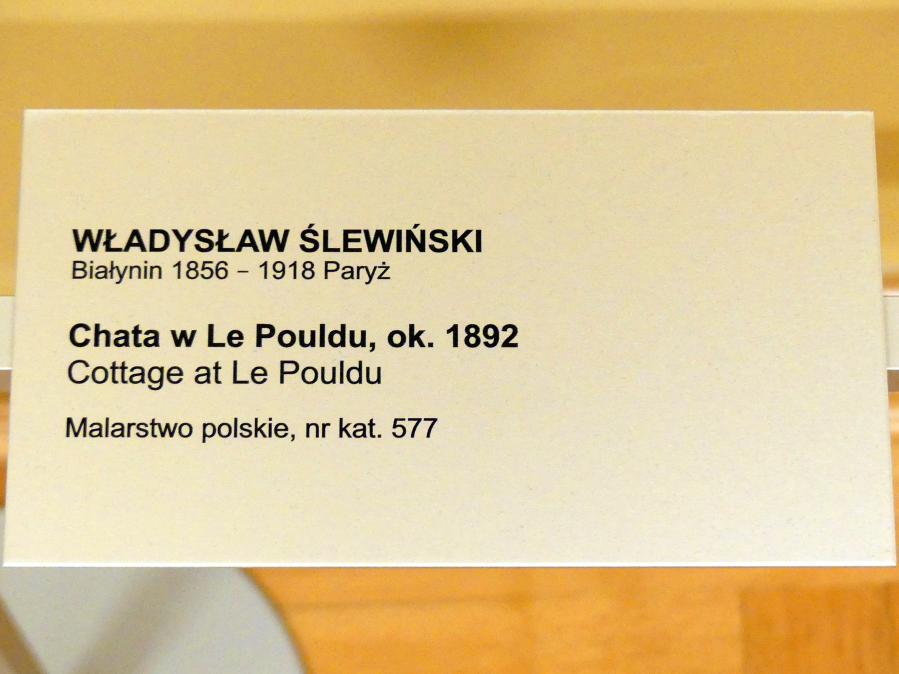 WŁADYSŁAW ŚLEWIŃSKI
Białynin 1856 – 1918 Paryż
Chata w Le Pouldu, ok. 1892
Cottage at Le Pouldu
Malarstwo polskie, nr kat. 577